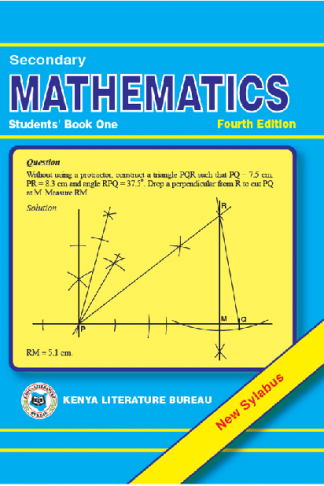 Secondary
MATHEMATICS
Students' Book One
Fourth Edition
Question
Without using a protractor, construct a triangle PQR such that PQ = 7.5 cm,
PR = 8.3 cm and angle RPQ = 37.5°. Drop a perpendicular from R to cut PQ
at M. Measure RM.
Solution
R
P
M
Q
RM = 5.1 cm.
KENYA LITERATURE BUREAU
New Syllabus